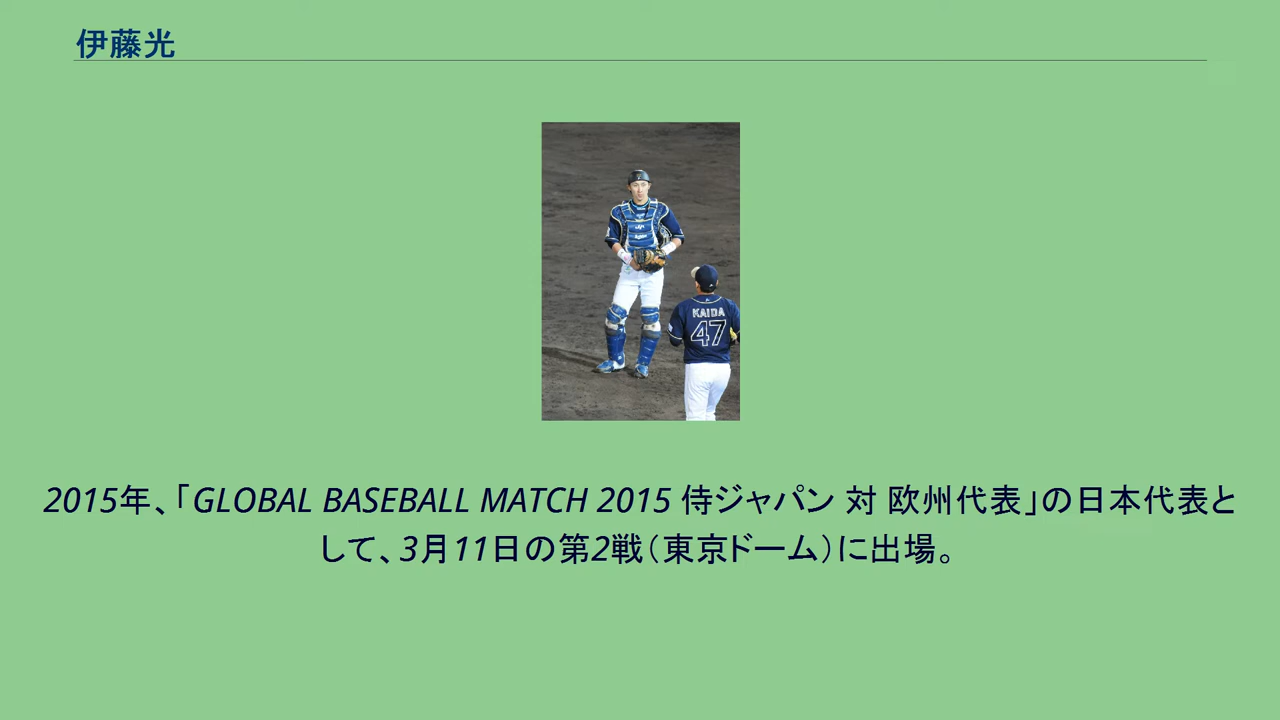 伊藤光
KAIDA
47
2015年、「GLOBAL BASEBALL MATCH 2015 侍ジャパン 対 欧州代表」の日本代表と
して、3月11日の第2戦（東京ドーム）に出場。